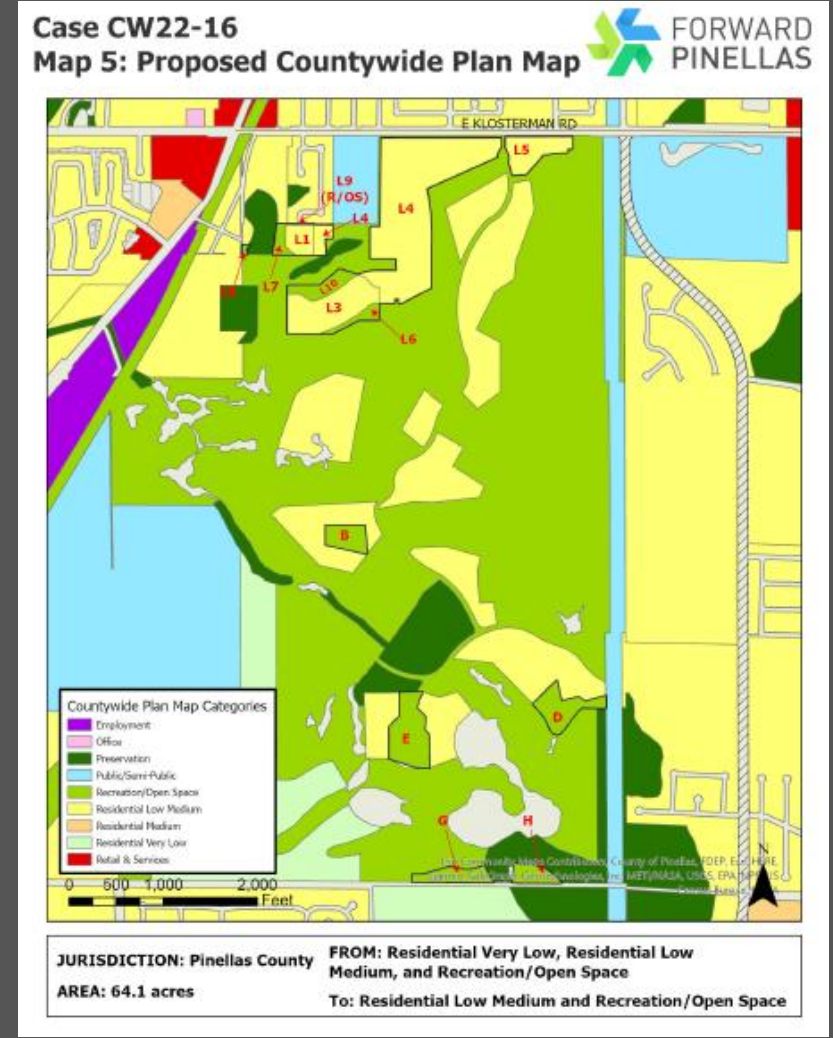 Case CW22-16
Map 5: Proposed Countywide Plan Map
FORWARD
PINELLAS
E KLOSTERMAN RD
L5
L9
(R/OS)
L4
L4
L1
L7
L10
L3
L6
B
D
E
G
H
Countywide Plan Map Categories
Employment
Office
Preservation
Public/Semi-Public
Recreation/Open Space
Residential Low Medium
Residential Medium
Residential Very Low
Retail & Services
0 500 1,000 2,000
Feet
N
JURISDICTION: Pinellas County
AREA: 64.1 acres
FROM: Residential Very Low, Residential Low
Medium, and Recreation/Open Space
To: Residential Low Medium and Recreation/Open Space